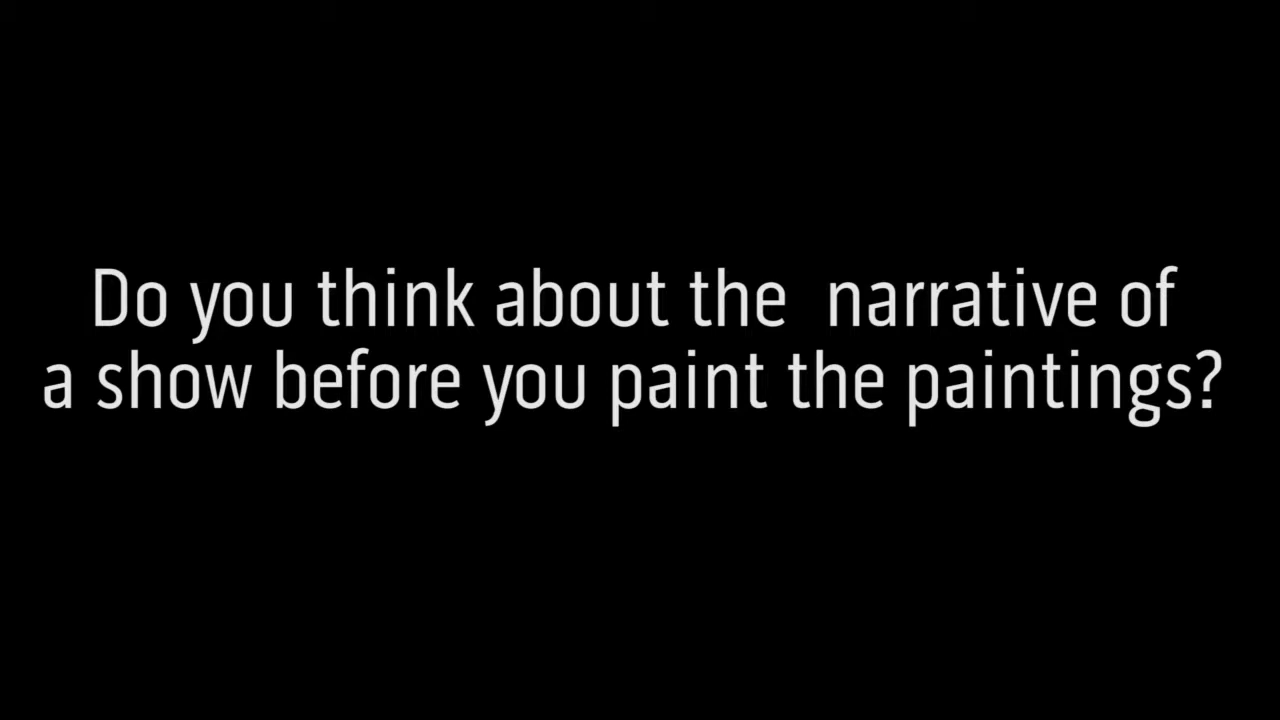 Do you think about the  narrative of
a show before you paint the paintings?